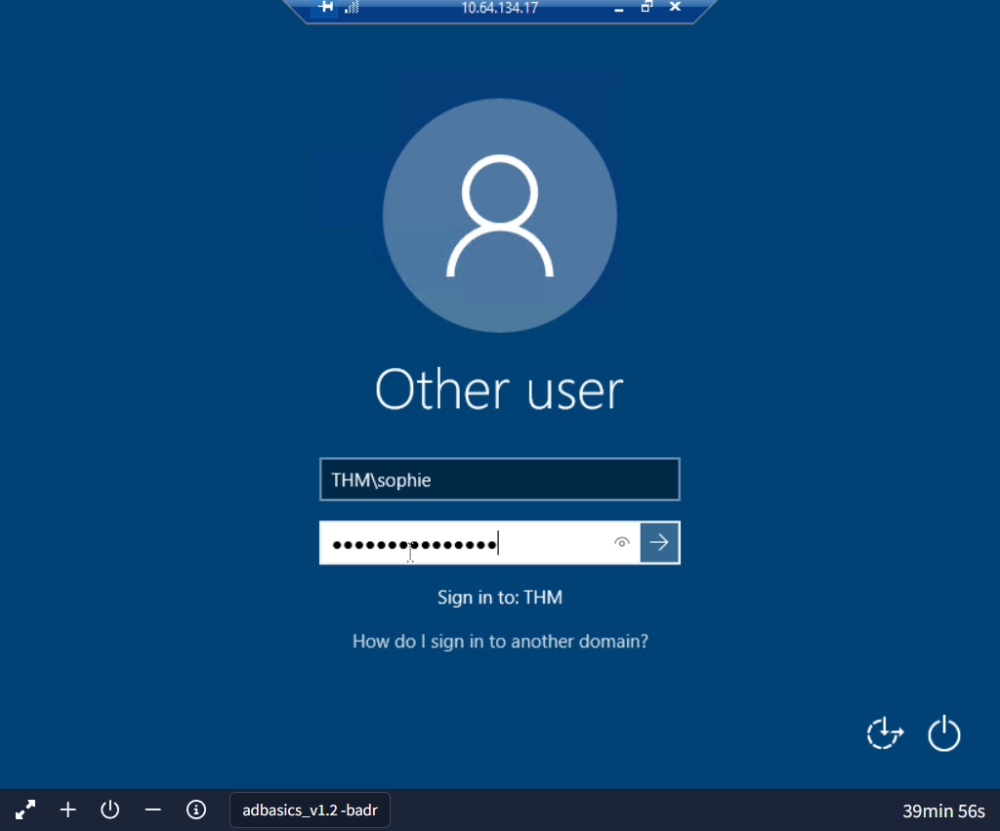 10.64.134.17
Other user
THM\sophie
Sign in to: THM
How do I sign in to another domain?
adbasics_v1.2 -badr
39min 56s